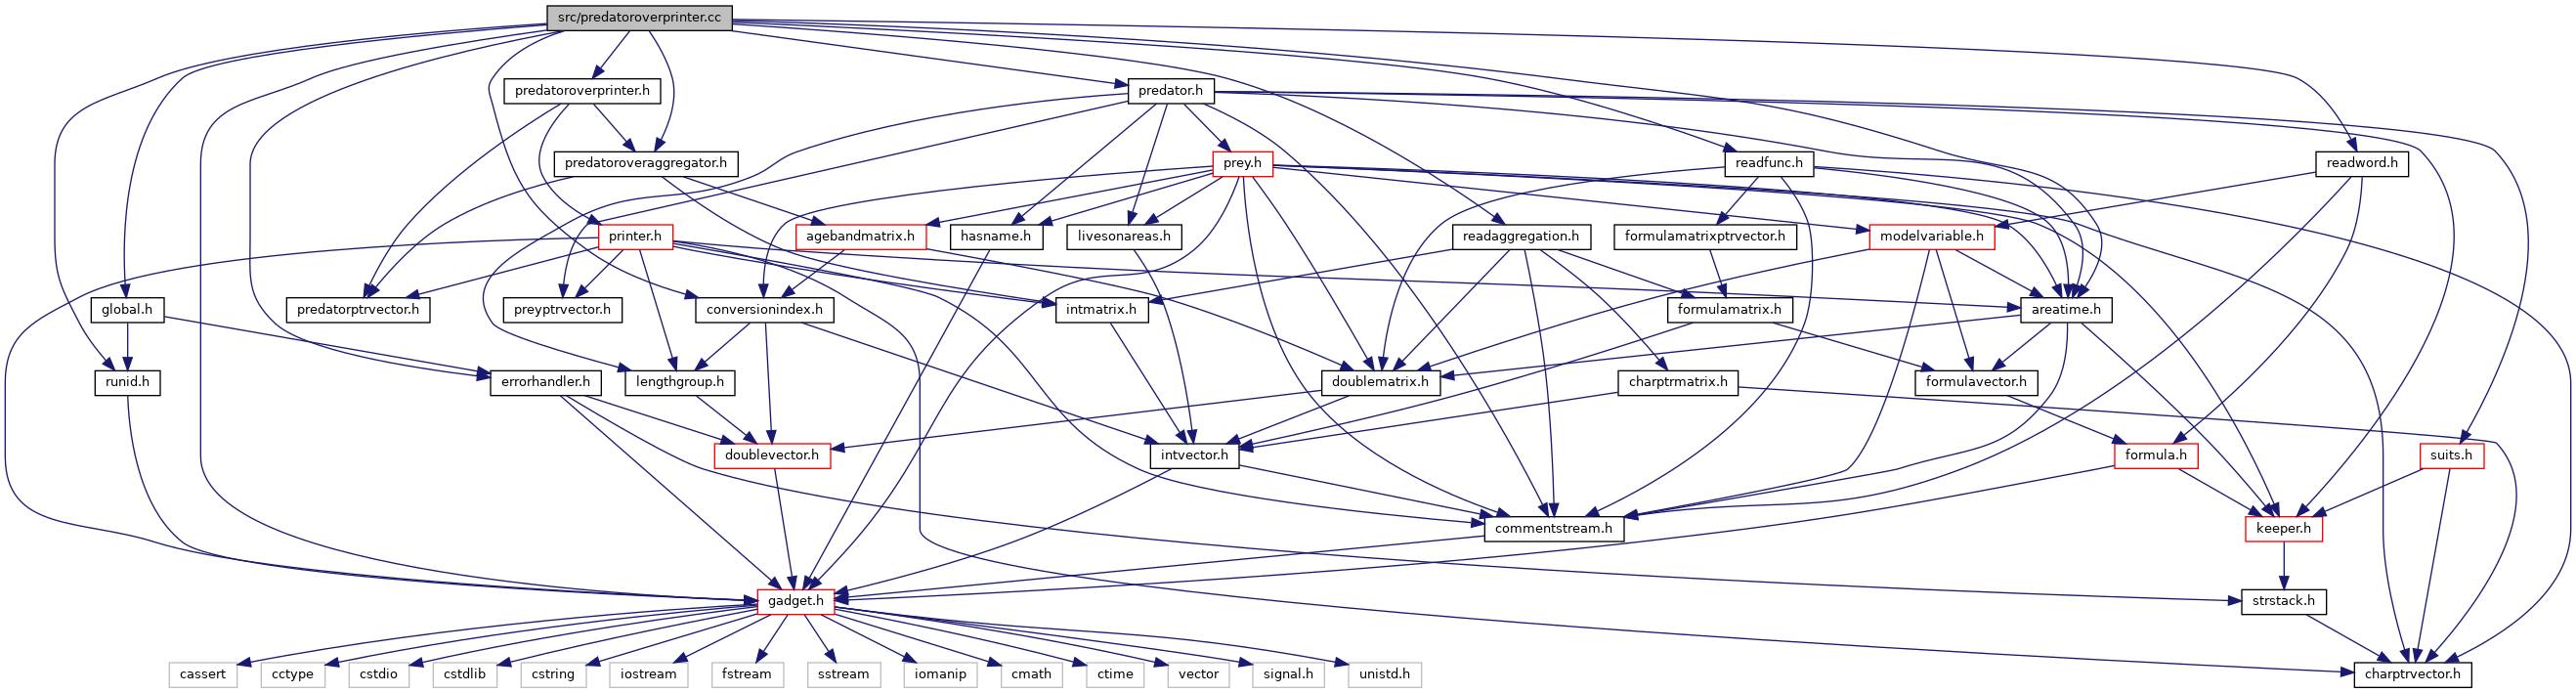 src/predatoroverprinter.cc
predatoroverprinter.h
predator.h
predatoroveraggregator.h
prey.h
readfunc.h
readword.h
printer.h
agebandmatrix.h
hasname.h
livesonareas.h
readaggregation.h
formulamatrixptrvector.h
modelvariable.h
global.h
predatorptrvector.h
preyptrvector.h
conversionindex.h
intmatrix.h
formulamatrix.h
areatime.h
runid.h
errorhandler.h
lengthgroup.h
doublematrix.h
charptrmatrix.h
formulavector.h
doublevector.h
intvector.h
formula.h
suits.h
commentstream.h
keeper.h
gadget.h
strstack.h
cassert
cctype
cstdio
cstdlib
cstring
iostream
fstream
sstream
iomanip
cmath
ctime
vector
signal.h
unistd.h
charptrvector.h